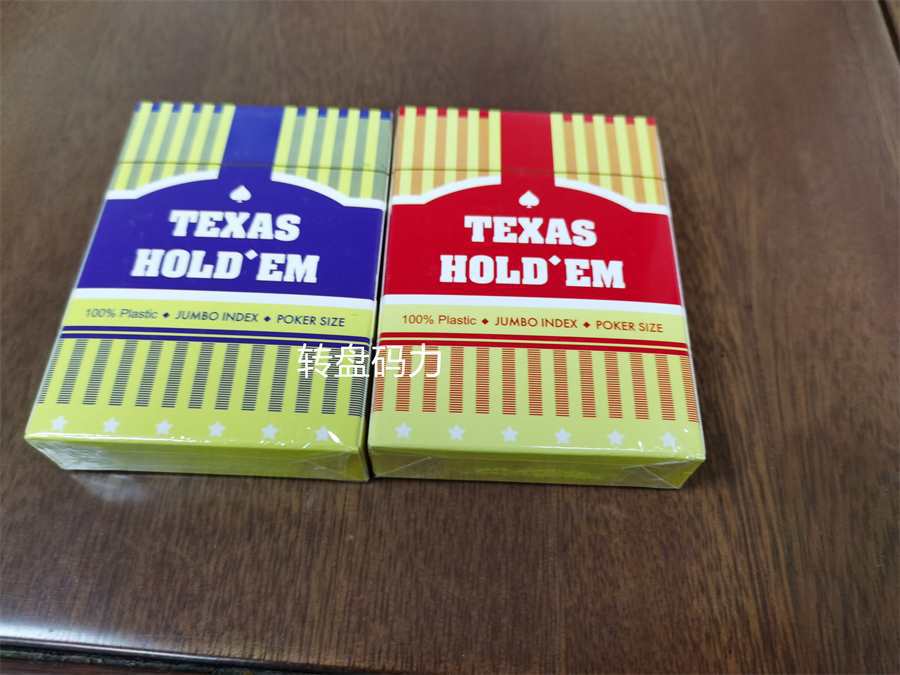 TEXAS
HOLD'EM
100% Plastic ◆ JUMBO INDEX ◆ POKER SIZE
TEXAS
HOLD'EM
100% Plastic ◆ JUMBO INDEX ◆ POKER SIZE
转盘码力